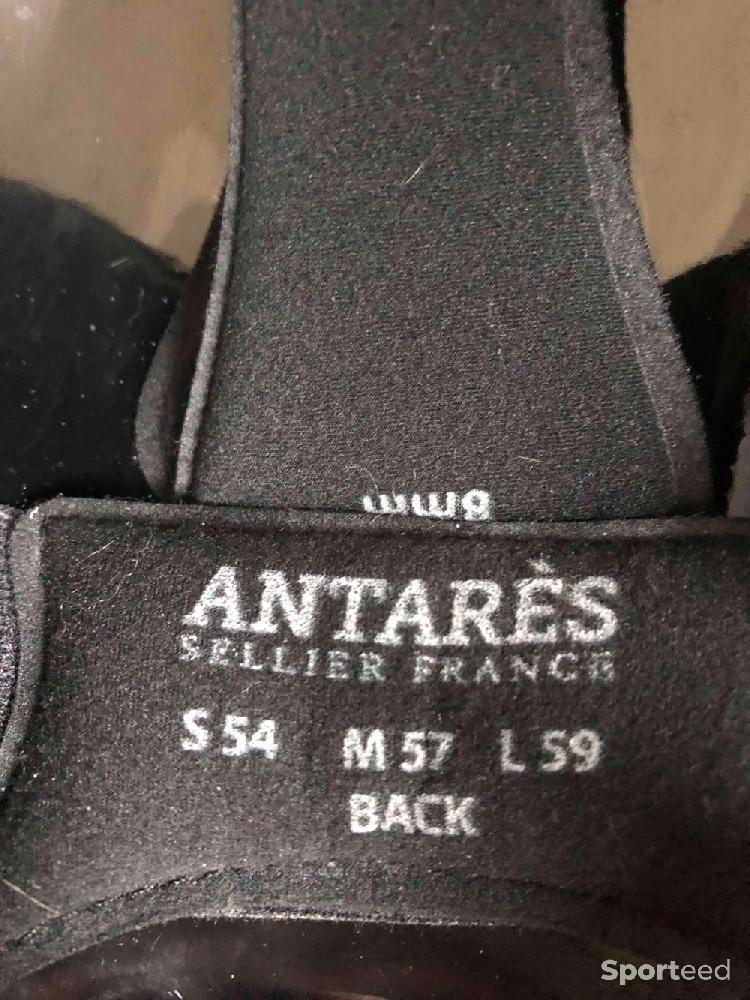 8mm
ANTARÈS
SELLIER FRANCE
S 54 M 57 L 59
BACK
Sporteed